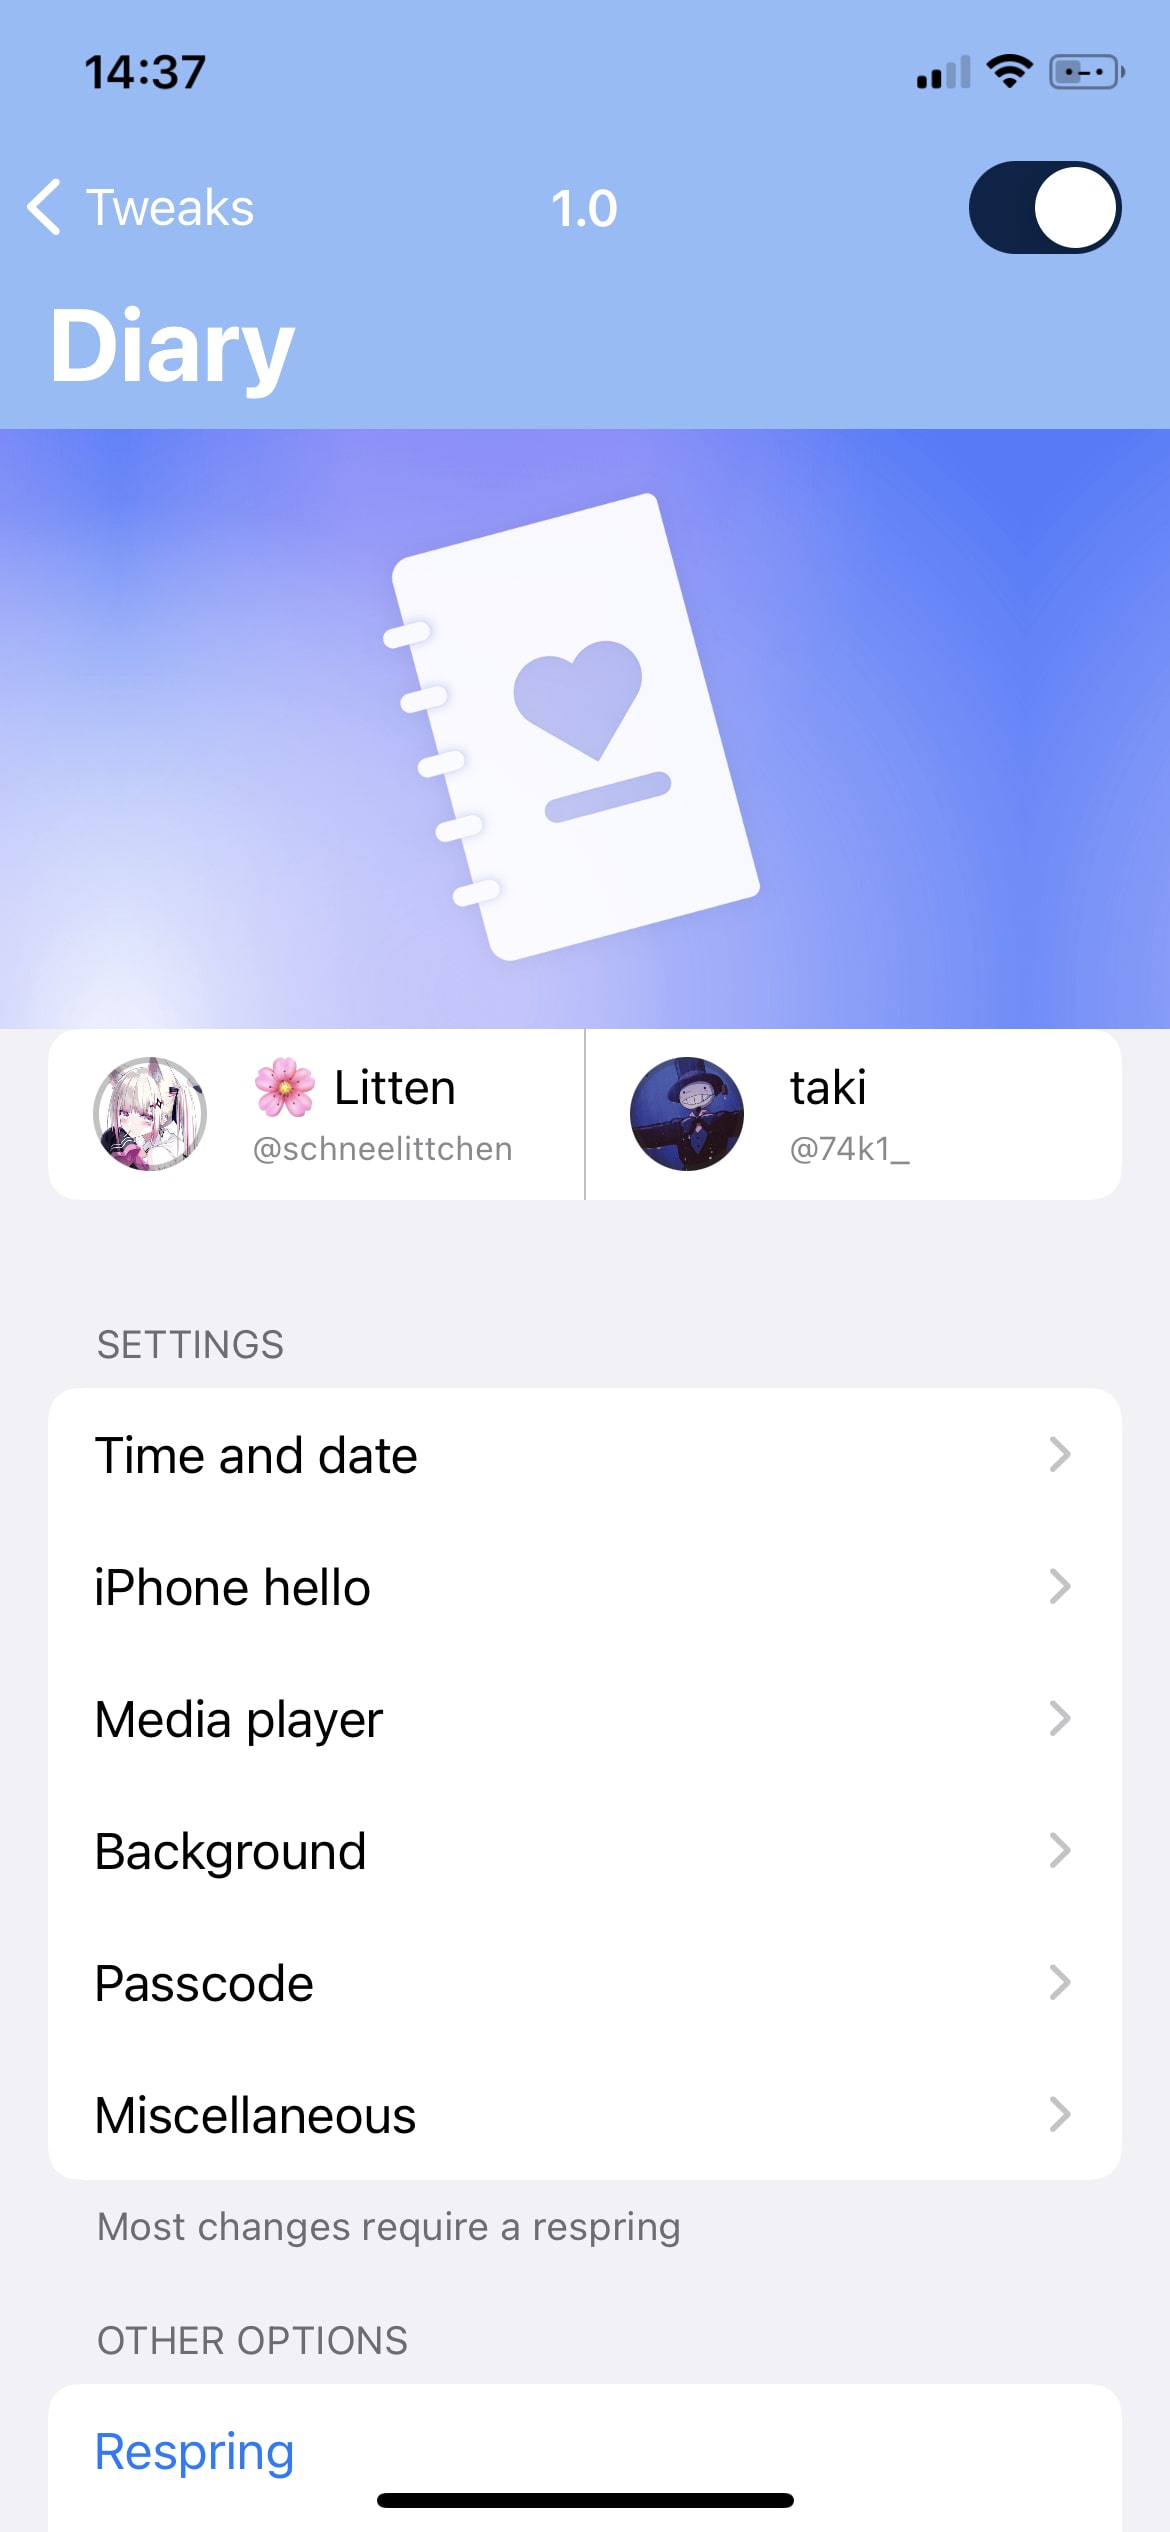 14:37
Tweaks
1.0
Diary
🌸 Litten
@schneelittchen
taki
@74k1_
SETTINGS
Time and date
iPhone hello
Media player
Background
Passcode
Miscellaneous
Most changes require a respring
OTHER OPTIONS
Respring